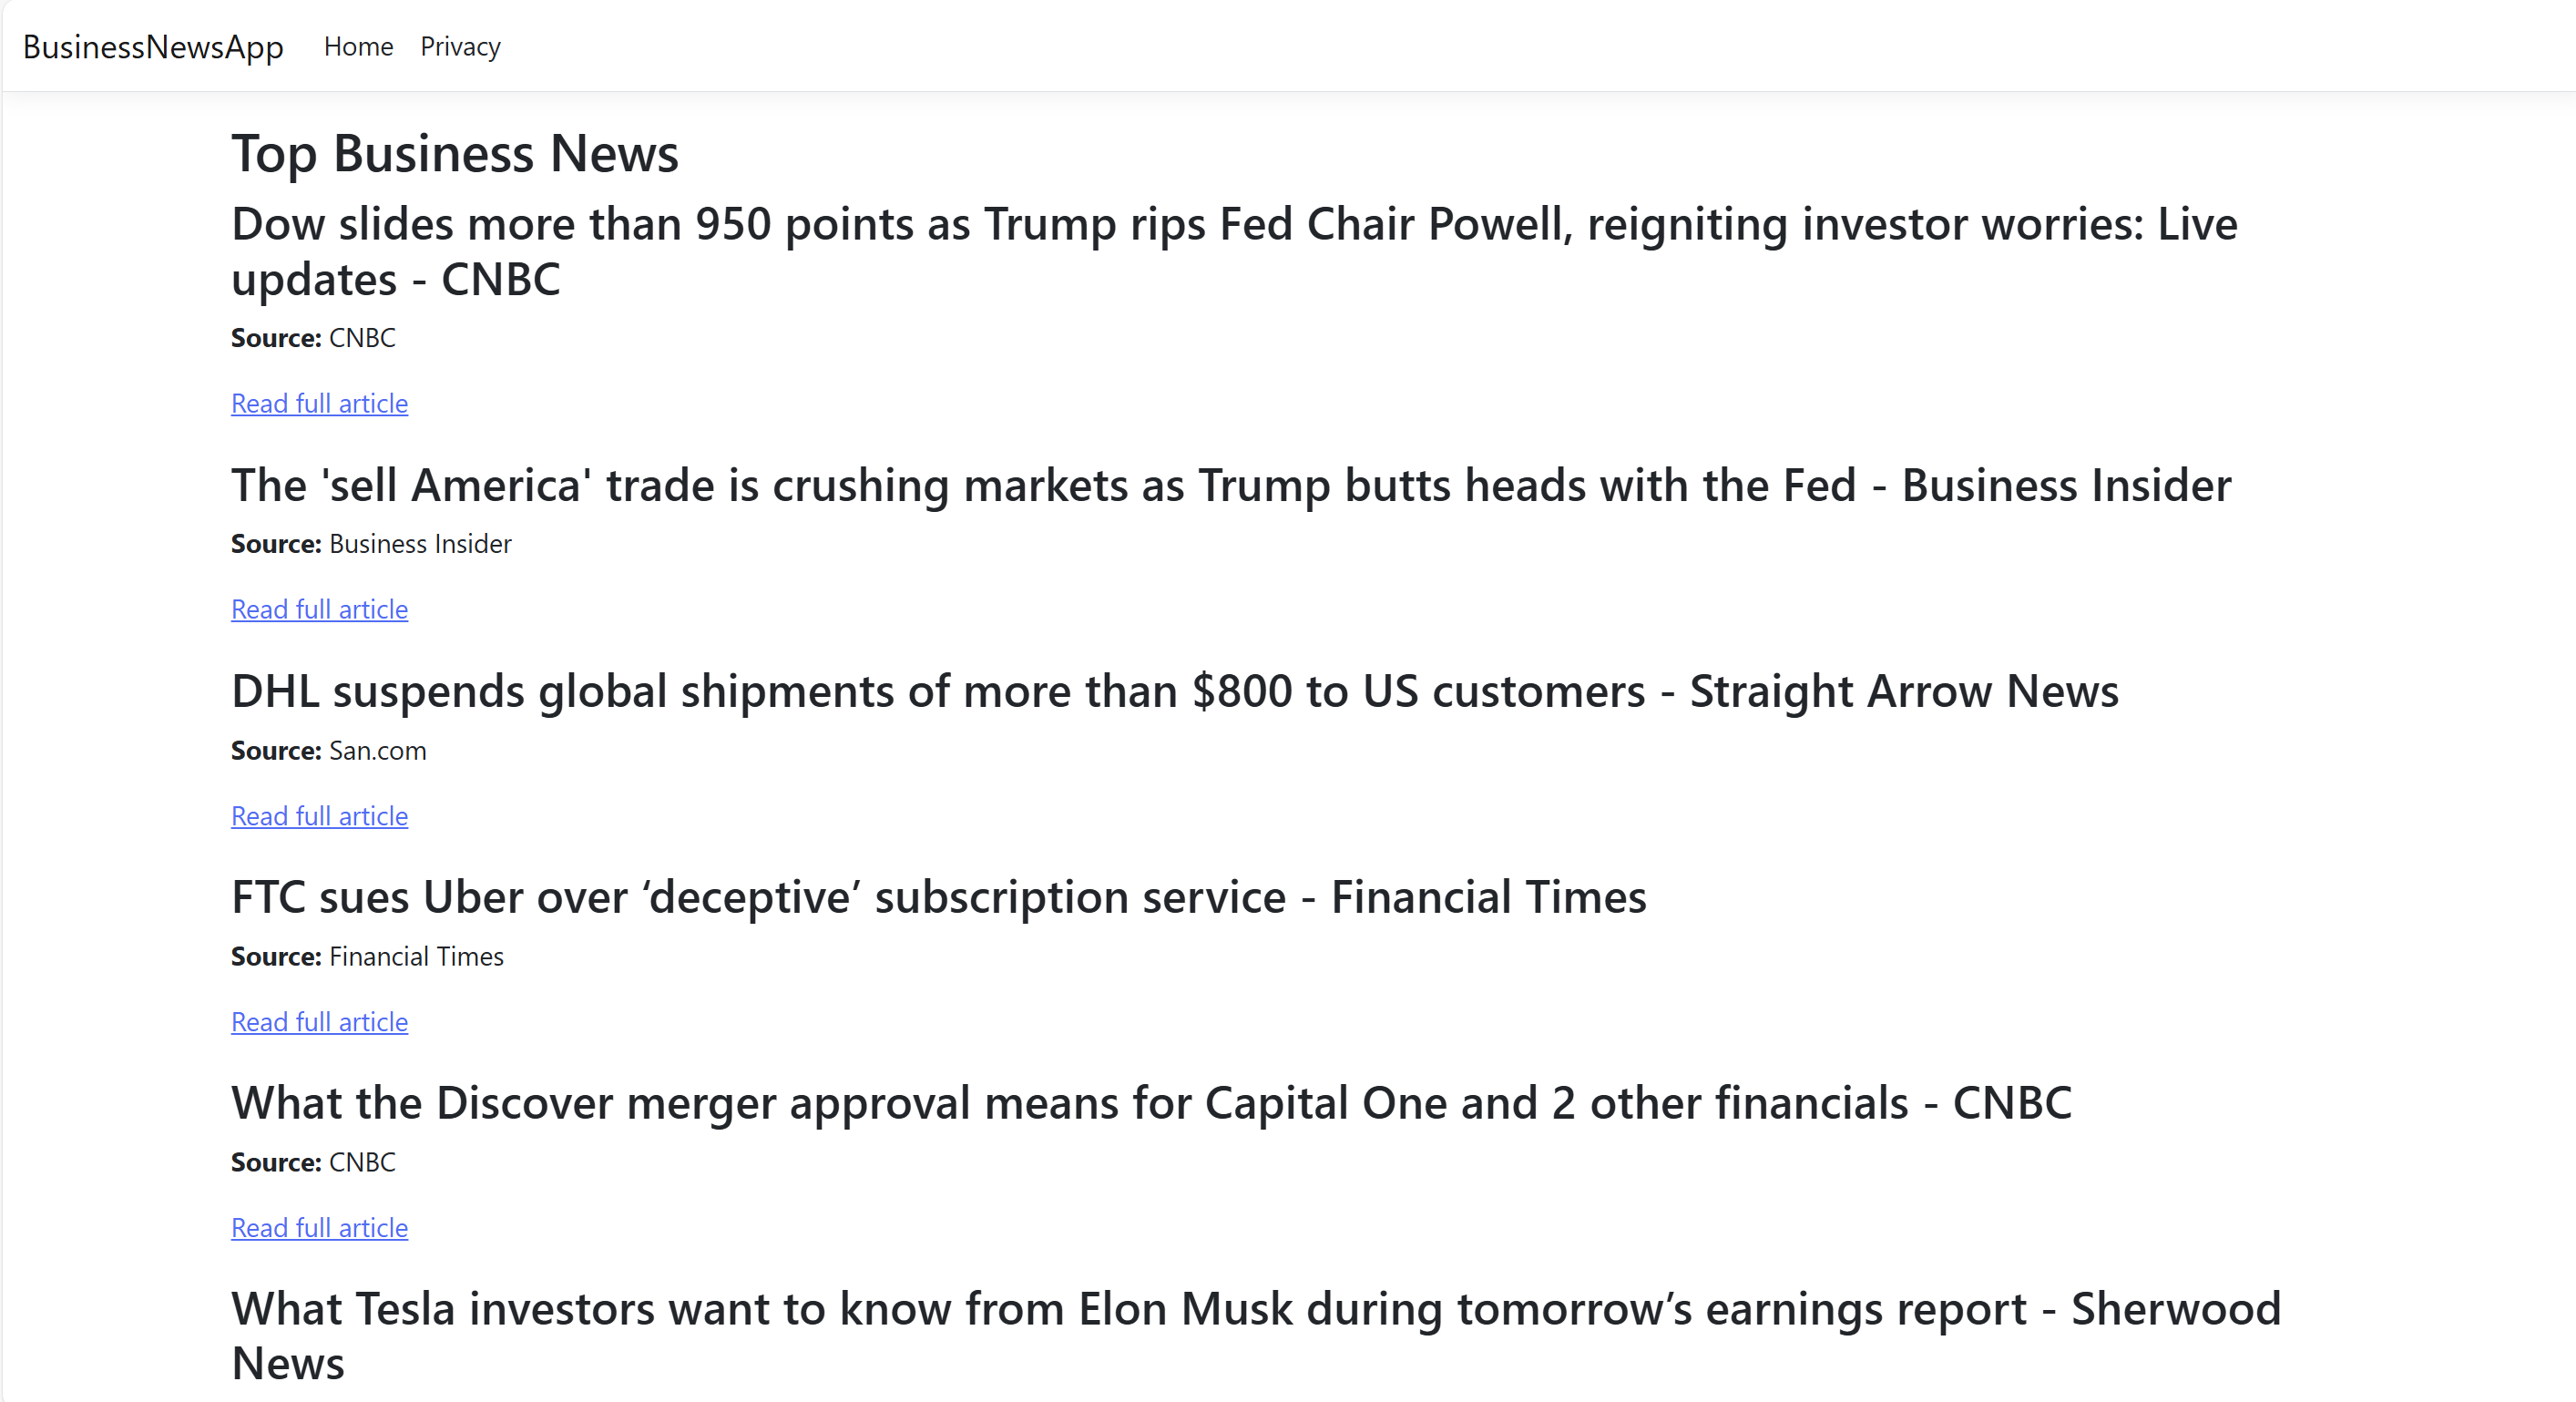 BusinessNewsApp Home Privacy
Top Business News
Dow slides more than 950 points as Trump rips Fed Chair Powell, reigniting investor worries: Live
updates - CNBC
Source: CNBC
Read full article
The 'sell America' trade is crushing markets as Trump butts heads with the Fed - Business Insider
Source: Business Insider
Read full article
DHL suspends global shipments of more than $800 to US customers - Straight Arrow News
Source: San.com
Read full article
FTC sues Uber over ‘deceptive’ subscription service - Financial Times
Source: Financial Times
Read full article
What the Discover merger approval means for Capital One and 2 other financials - CNBC
Source: CNBC
Read full article
What Tesla investors want to know from Elon Musk during tomorrow’s earnings report - Sherwood
News